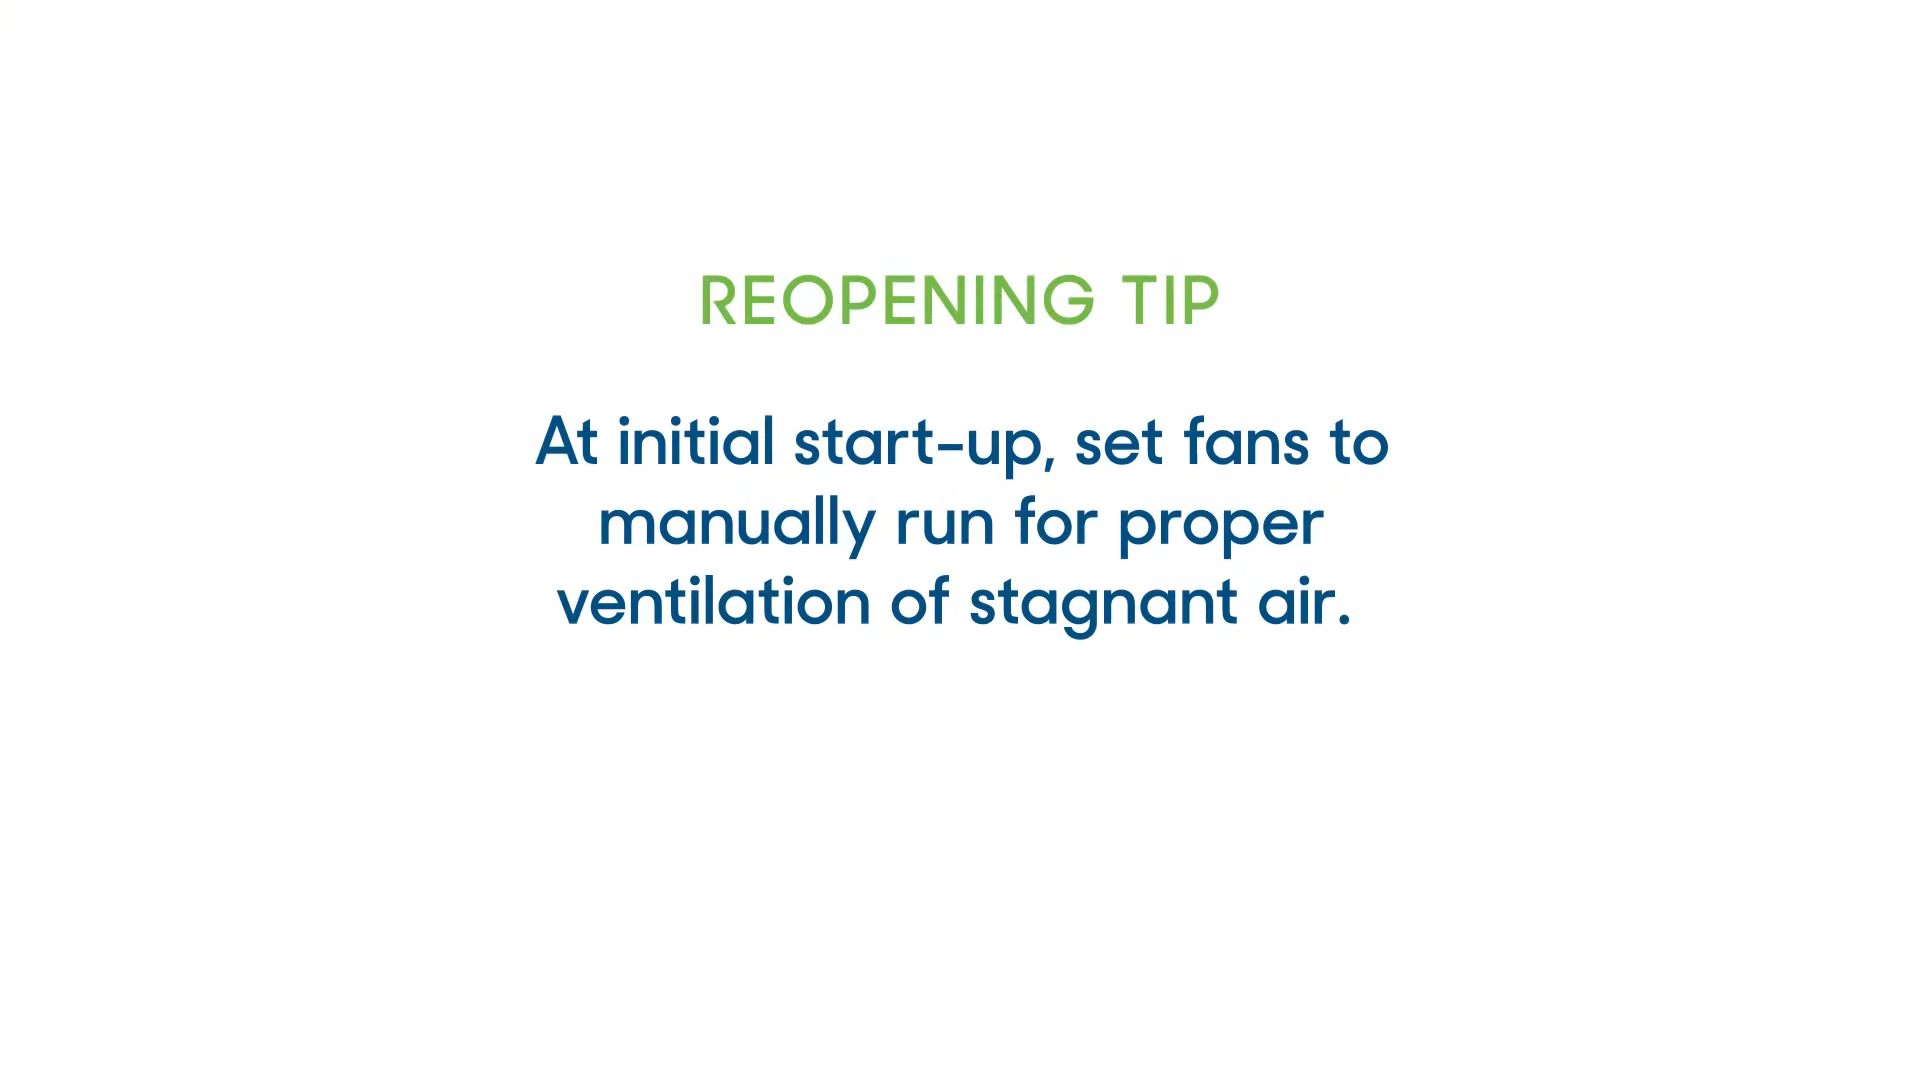 REOPENING TIP
At initial start-up, set fans to
manually run for proper
ventilation of stagnant air.